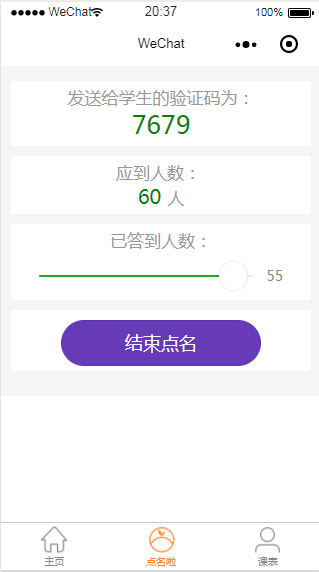 ●●●●● WeChat 20:37 100%
WeChat
发送给学生的验证码为：
7679
应到人数：
60 人
已答到人数：
55
结束点名
主页 点名啦 课表